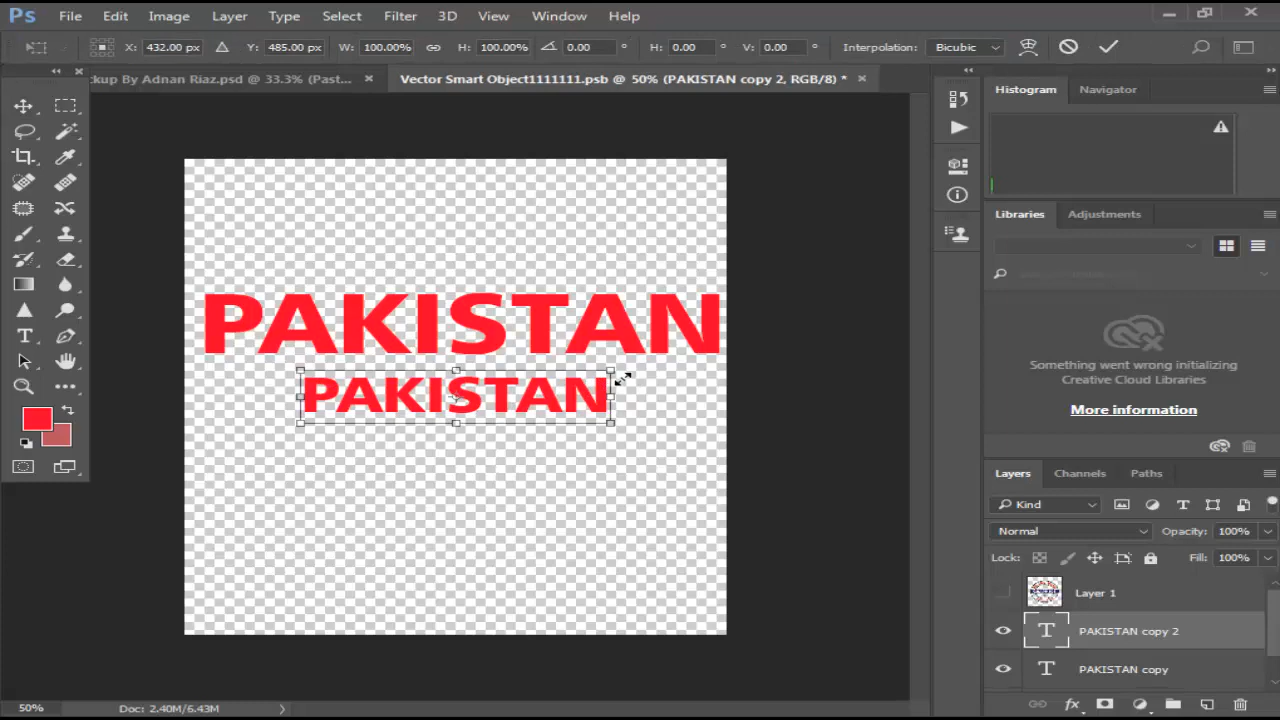 Ps File Edit Image Layer Type Select Filter 3D View Window Help
X: 432.00 px Y: 485.00 px W: 100.00% H: 100.00% 0.00 ° H: 0.00 ° V: 0.00 ° Interpolation: Bicubic
ckup By Adnan Riaz.psd @ 33.3% (Past... × Vector Smart Object1111111.psb @ 50% (PAKISTAN copy 2, RGB/8) * ×
Histogram Navigator
Libraries Adjustments
PAKISTAN
PAKISTAN
Something went wrong initializing
Creative Cloud Libraries
More information
Layers Channels Paths
Kind
Normal Opacity: 100%
Lock: Fill: 100%
Layer 1
PAKISTAN copy 2
PAKISTAN copy
50% Doc: 2.40M/6.43M